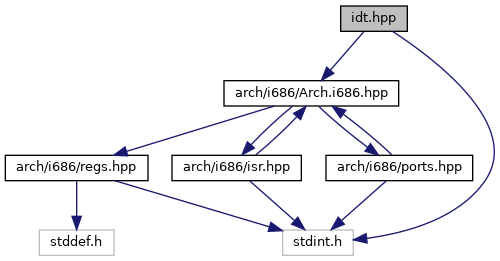 idt.hpp
arch/i686/Arch.i686.hpp
arch/i686/regs.hpp
arch/i686/isr.hpp
arch/i686/ports.hpp
stddef.h
stdint.h